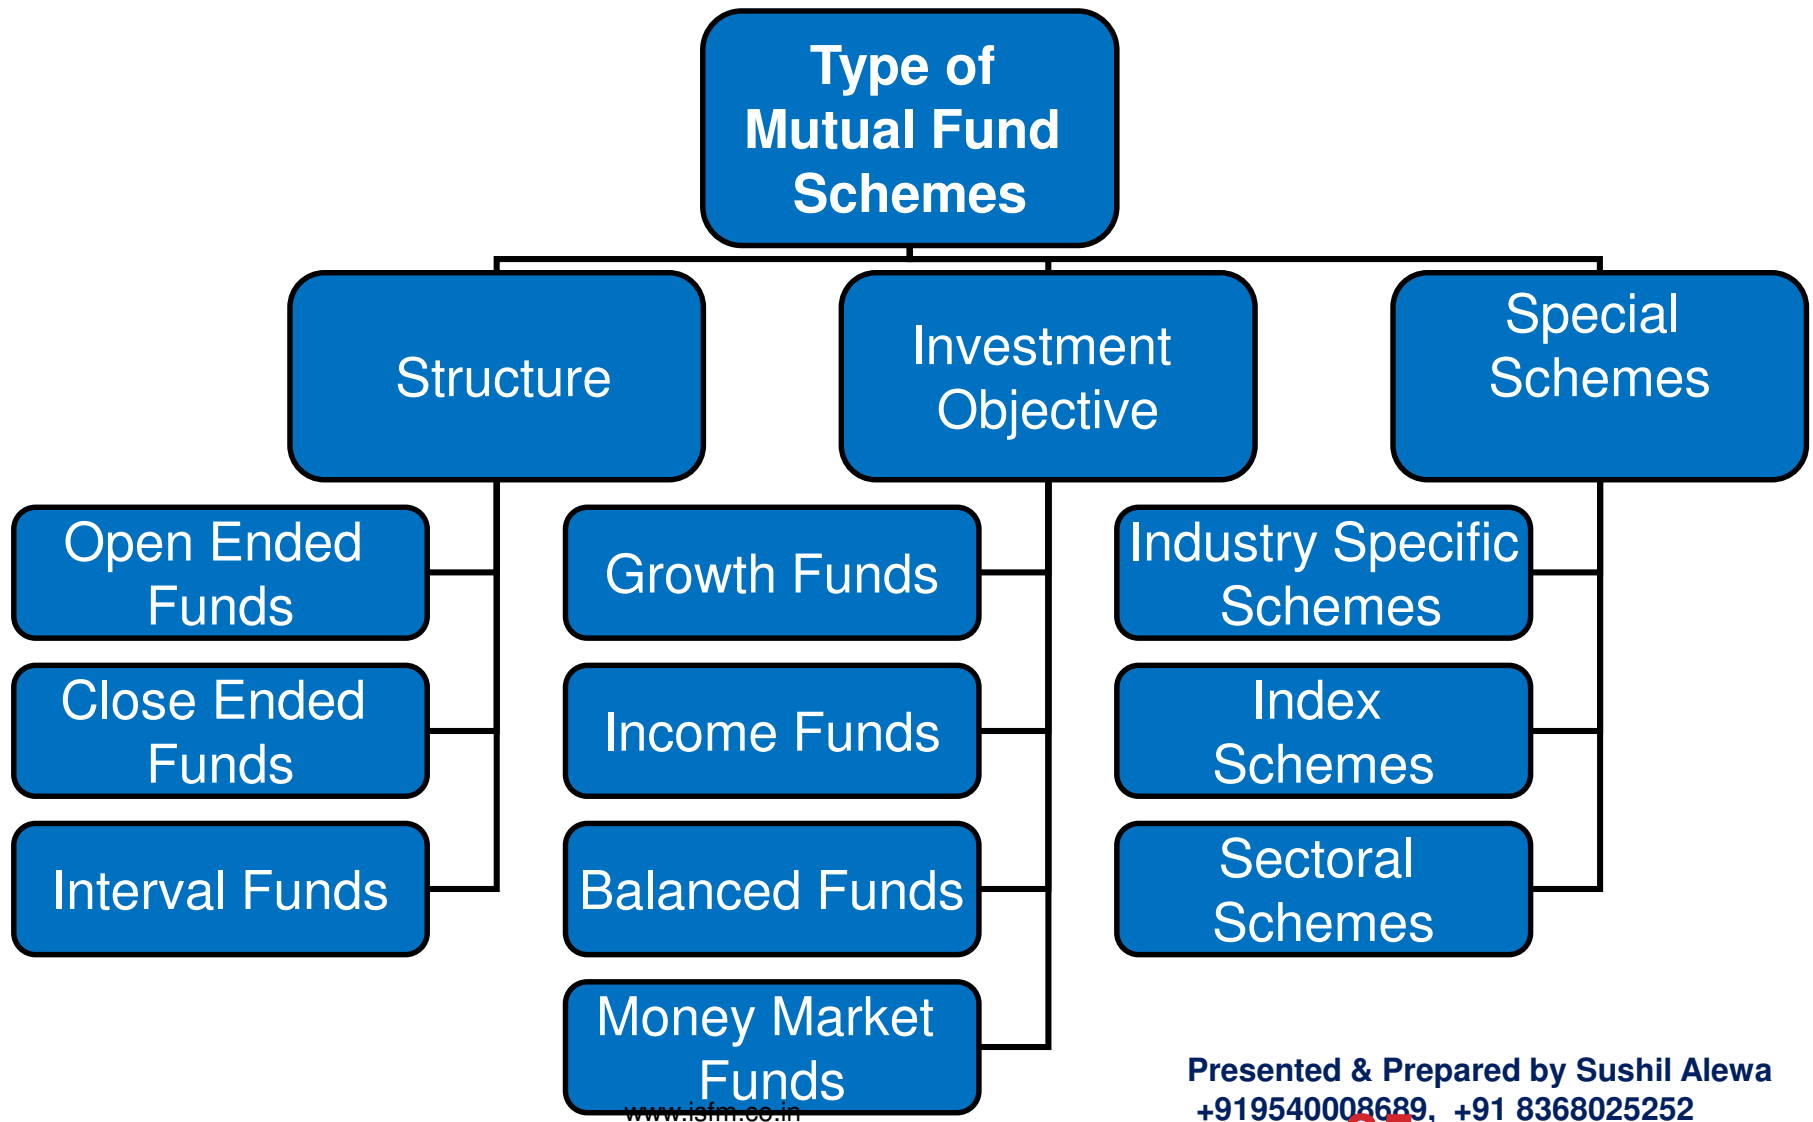 Type of
Mutual Fund
Schemes
Structure
Investment
Objective
Special
Schemes
Open Ended
Funds
Close Ended
Funds
Interval Funds
Growth Funds
Income Funds
Balanced Funds
Money Market
Funds
Industry Specific
Schemes
Index
Schemes
Sectoral
Schemes
www.isfm.co.in
Presented & Prepared by Sushil Alewa
+919540008689, +91 8368025252